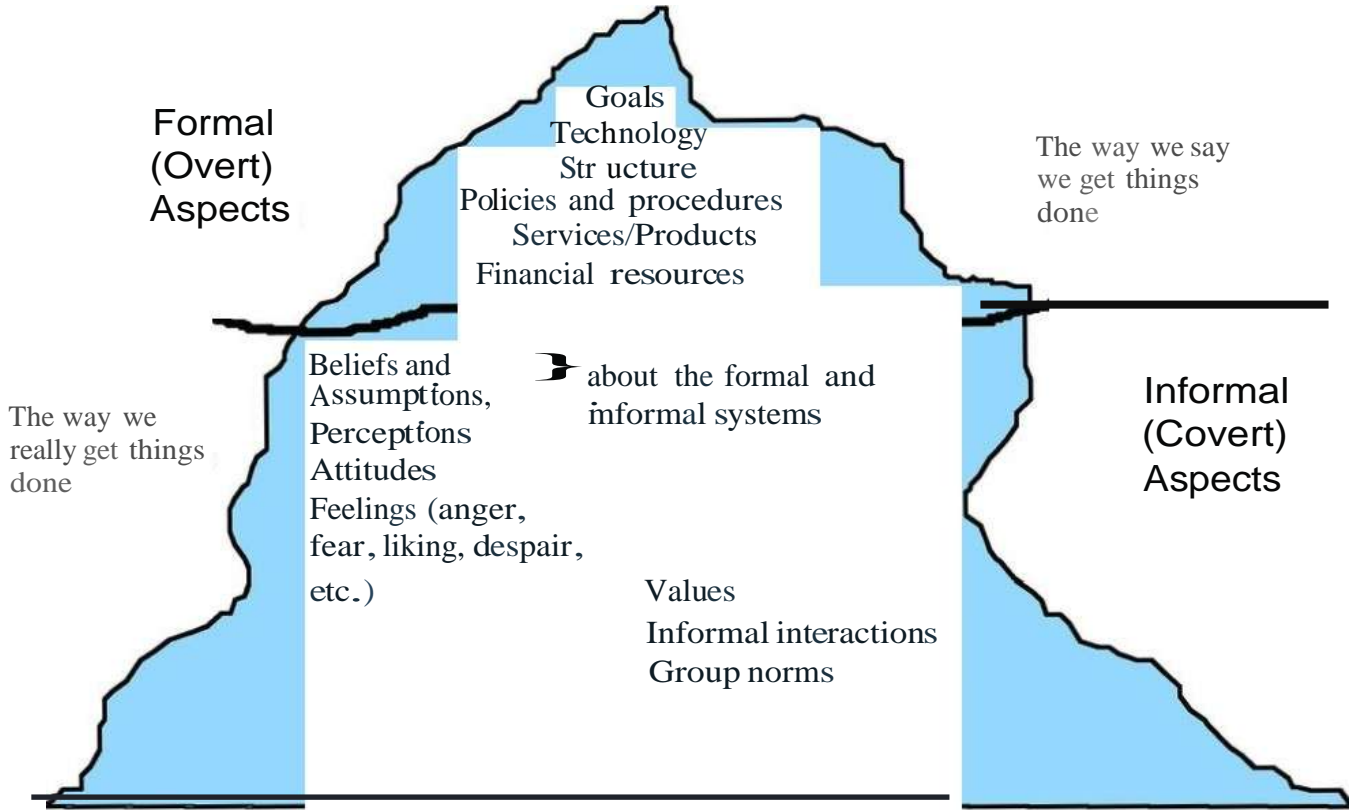 Formal
(Overt)
Aspects
Goals
Technology
Str ucture
Policies and procedures
Services/Products
Financial resources
The way we say
we get things
done
The way we
really get things
done
Beliefs and
Assumptions,
Perceptions
Attitudes
Feelings (anger,
fear, liking, despair,
etc.)
about the formal and
informal systems
Values
Informal interactions
Group norms
Informal
(Covert)
Aspects